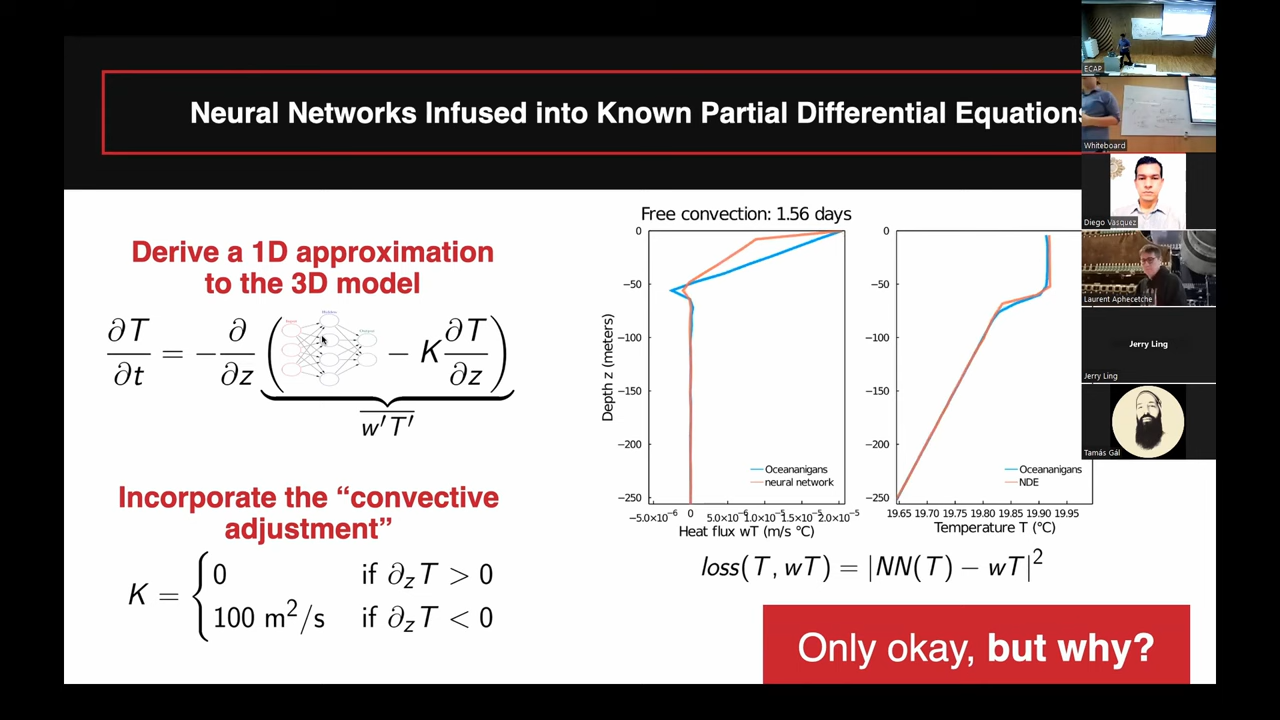 Neural Networks Infused into Known Partial Differential Equations
Derive a 1D approximation
to the 3D model
∂T/∂t = −∂/∂z ( − K ∂T/∂z )
w′T′
Incorporate the “convective
adjustment”
K = { 0 if ∂zT > 0
100 m²/s if ∂zT < 0
Free convection: 1.56 days
Depth z (meters)
0
−50
−100
−150
−200
−250
Oceananigans
neural network
−5.0×10⁻⁶ 0 5.0×10⁻⁶ 1.0×10⁻⁵ 1.5×10⁻⁵ 2.0×10⁻⁵
Heat flux wT (m/s °C)
0
−50
−100
−150
−200
−250
Oceananigans
NDE
19.65 19.70 19.75 19.80 19.85 19.90 19.95
Temperature T (°C)
loss(T, wT) = |NN(T) − wT|²
Only okay, but why?
ECAP
Whiteboard
Diego Vásquez
Laurent Aphecetche
Jerry Ling
Jerry Ling
Tamás Gál